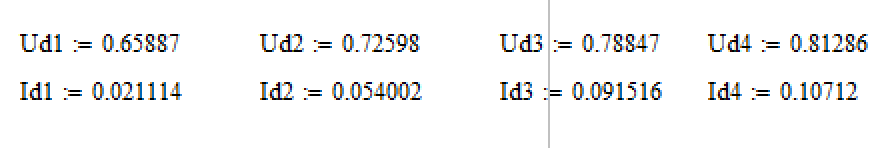 Ud1 := 0.65887 Ud2 := 0.72598 Ud3 := 0.78847 Ud4 := 0.81286
Id1 := 0.021114 Id2 := 0.054002 Id3 := 0.091516 Id4 := 0.10712